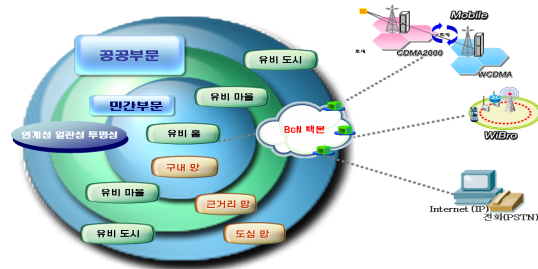 공공부문
유비 도시
민간부문
유비 마을
연계성 일관성 투명성
유비 홈
구내 망
유비 마을
근거리 망
유비 도시
도심 망
BcN 백본
Mobile
CDMA2000
WCDMA
WiBro
Internet (IP)
전화(PSTN)